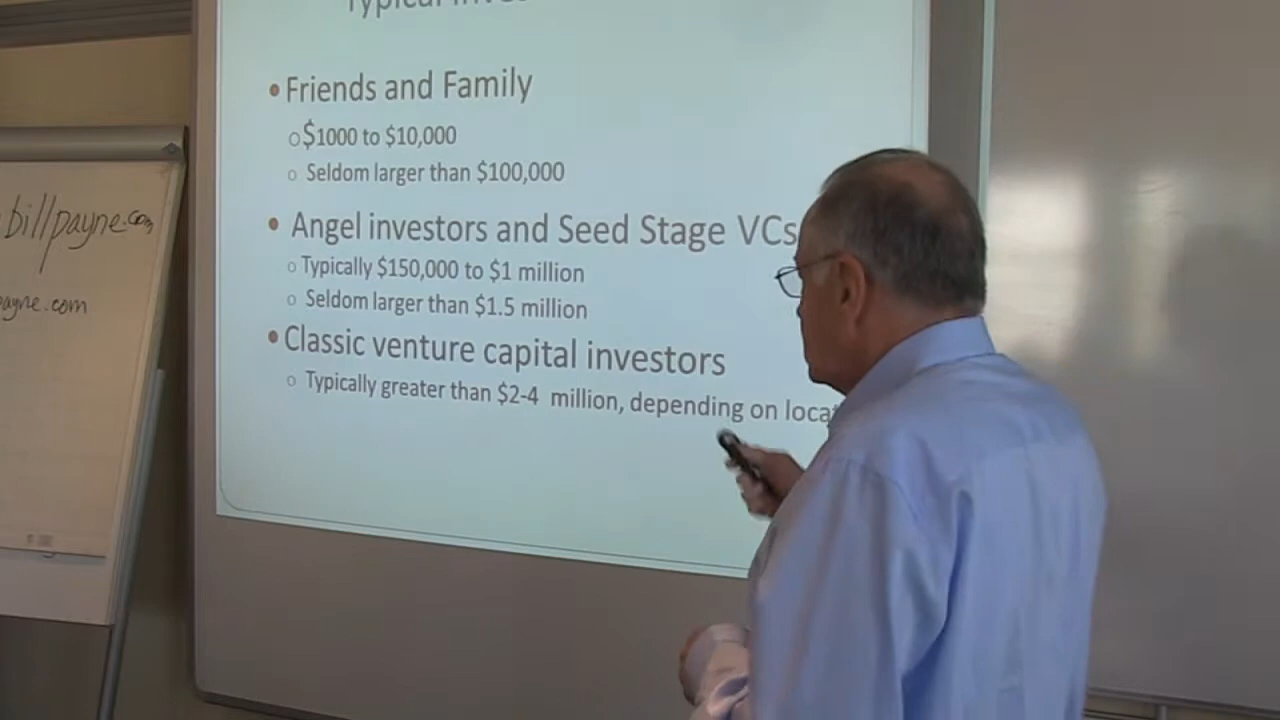 Typical
• Friends and Family
o $1000 to $10,000
o Seldom larger than $100,000
• Angel investors and Seed Stage VCs
o Typically $150,000 to $1 million
o Seldom larger than $1.5 million
• Classic venture capital investors
o Typically greater than $2-4 million, depending on
billpayne.com
payne.com